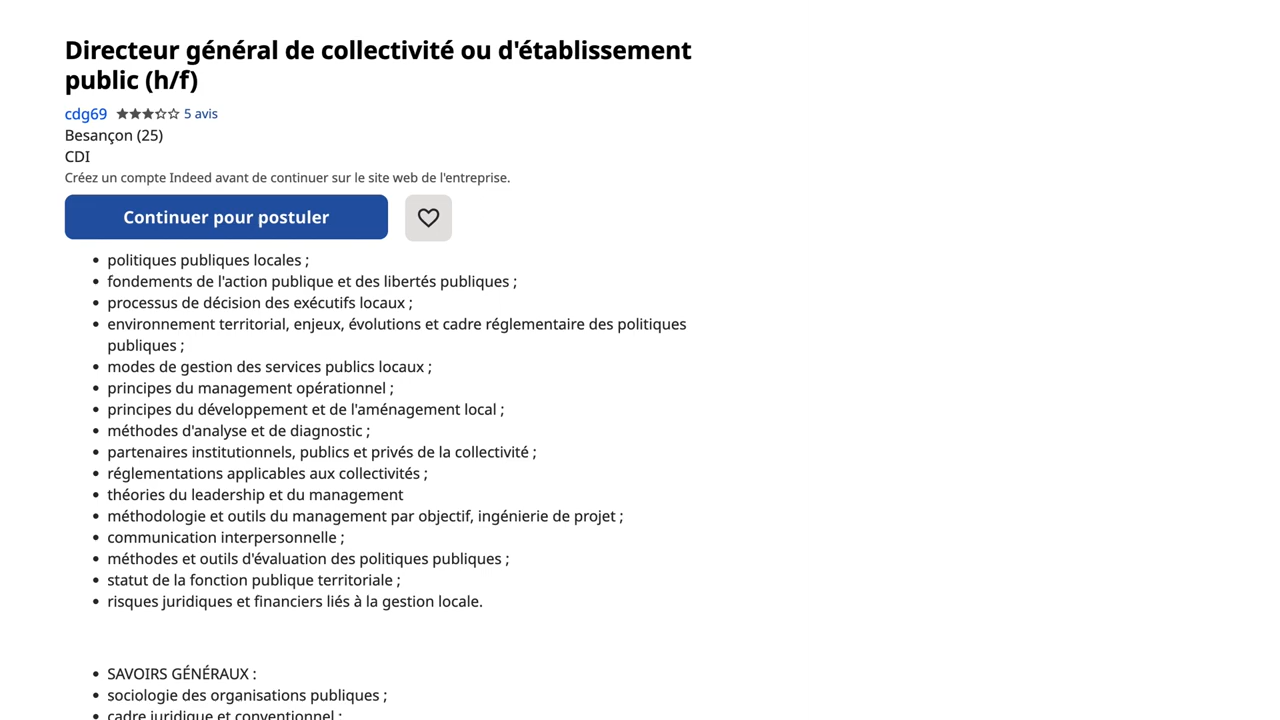 Directeur général de collectivité ou d'établissement
public (h/f)
cdg69 ★★★☆☆ 5 avis
Besançon (25)
CDI
Créez un compte Indeed avant de continuer sur le site web de l'entreprise.
Continuer pour postuler
• politiques publiques locales ;
• fondements de l'action publique et des libertés publiques ;
• processus de décision des exécutifs locaux ;
• environnement territorial, enjeux, évolutions et cadre réglementaire des politiques
publiques ;
• modes de gestion des services publics locaux ;
• principes du management opérationnel ;
• principes du développement et de l'aménagement local ;
• méthodes d'analyse et de diagnostic ;
• partenaires institutionnels, publics et privés de la collectivité ;
• réglementations applicables aux collectivités ;
• théories du leadership et du management
• méthodologie et outils du management par objectif, ingénierie de projet ;
• communication interpersonnelle ;
• méthodes et outils d'évaluation des politiques publiques ;
• statut de la fonction publique territoriale ;
• risques juridiques et financiers liés à la gestion locale.
• SAVOIRS GÉNÉRAUX :
• sociologie des organisations publiques ;
• cadre juridique et conventionnel ;